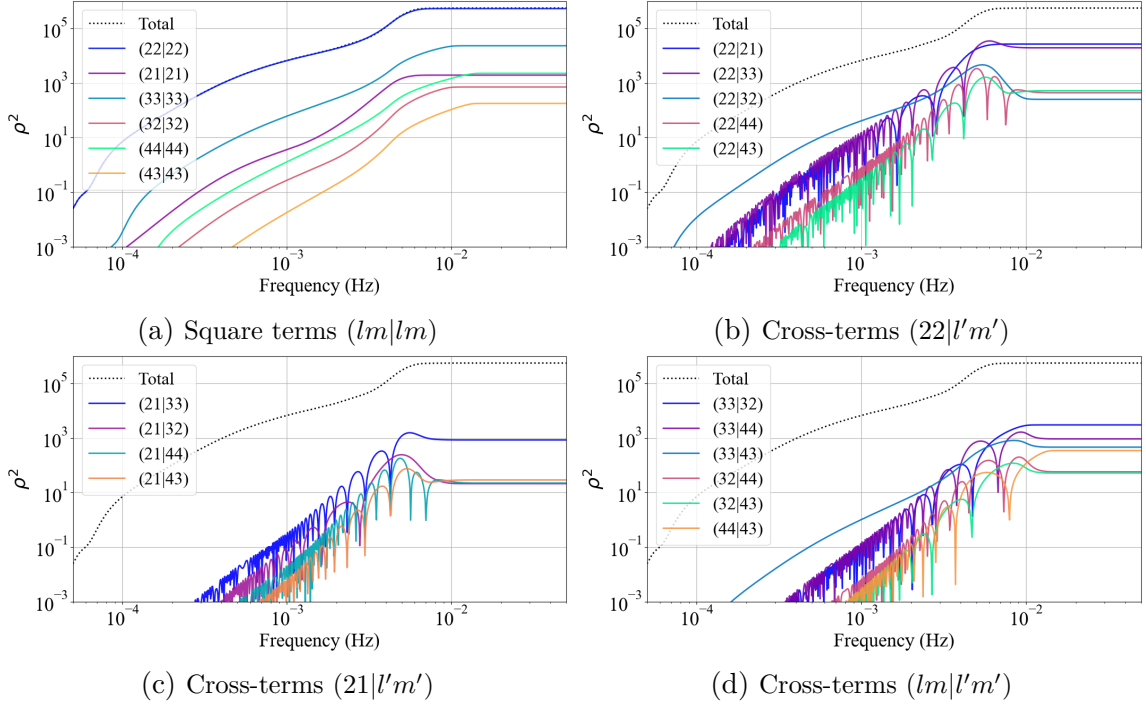 Total
(22|22)
(21|21)
(33|33)
(32|32)
(44|44)
(43|43)
ρ²
10⁵
10³
10¹
10⁻¹
10⁻³
10⁻⁴ 10⁻³ 10⁻²
Frequency (Hz)
(a) Square terms (lm|lm)
Total
(22|21)
(22|33)
(22|32)
(22|44)
(22|43)
ρ²
10⁵
10³
10¹
10⁻¹
10⁻³
10⁻⁴ 10⁻³ 10⁻²
Frequency (Hz)
(b) Cross-terms (22|l′m′)
Total
(21|33)
(21|32)
(21|44)
(21|43)
ρ²
10⁵
10³
10¹
10⁻¹
10⁻³
10⁻⁴ 10⁻³ 10⁻²
Frequency (Hz)
(c) Cross-terms (21|l′m′)
Total
(33|32)
(33|44)
(33|43)
(32|44)
(32|43)
(44|43)
ρ²
10⁵
10³
10¹
10⁻¹
10⁻³
10⁻⁴ 10⁻³ 10⁻²
Frequency (Hz)
(d) Cross-terms (lm|l′m′)